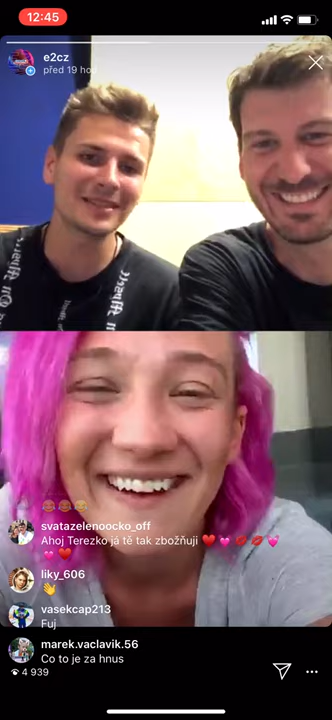 12:45
e2cz
před 19 hod
svatazelenoocko_off
Ahoj Terezko já tě tak zbožňuji ❤️💓💋💋💞
💓❤️
liky_606
👋
vasekcap213
Fuj
marek.vaclavik.56
Co to je za hnus
4 939